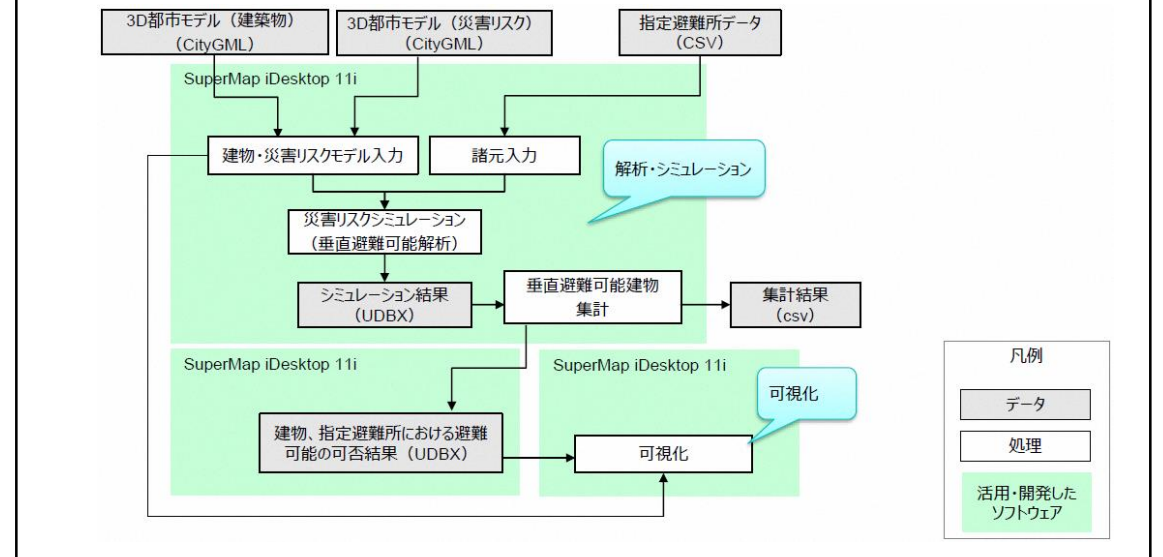 3D都市モデル（建築物）
（CityGML）
3D都市モデル（災害リスク）
（CityGML）
指定避難所データ
（CSV）
SuperMap iDesktop 11i
建物・災害リスクモデル入力
諸元入力
解析・シミュレーション
災害リスクシミュレーション
（垂直避難可能解析）
シミュレーション結果
（UDBX）
垂直避難可能建物
集計
集計結果
（csv）
SuperMap iDesktop 11i
SuperMap iDesktop 11i
可視化
建物、指定避難所における避難
可能の可否結果（UDBX）
可視化
凡例
データ
処理
活用・開発した
ソフトウェア